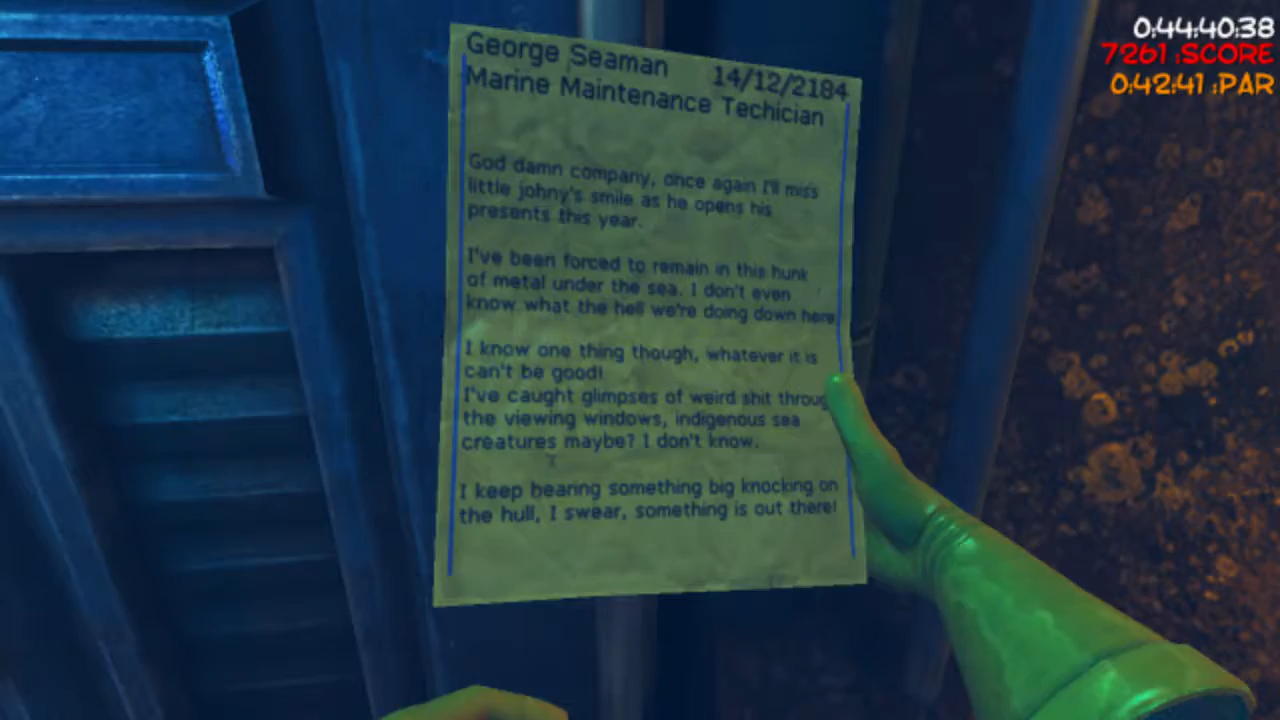 0:44:40:38
7261 :SCORE
0:42:41 :PAR
George Seaman 14/12/2184
Marine Maintenance Techician
God damn company, once again I'll miss
little johny's smile as he opens his
presents this year.
I've been forced to remain in this hunk
of metal under the sea. I don't even
know what the hell we're doing down here
I know one thing though, whatever it is
can't be good!
I've caught glimpses of weird shit throug
the viewing windows, indigenous sea
creatures maybe? I don't know.
I keep hearing something big knocking on
the hull, I swear, something is out there!